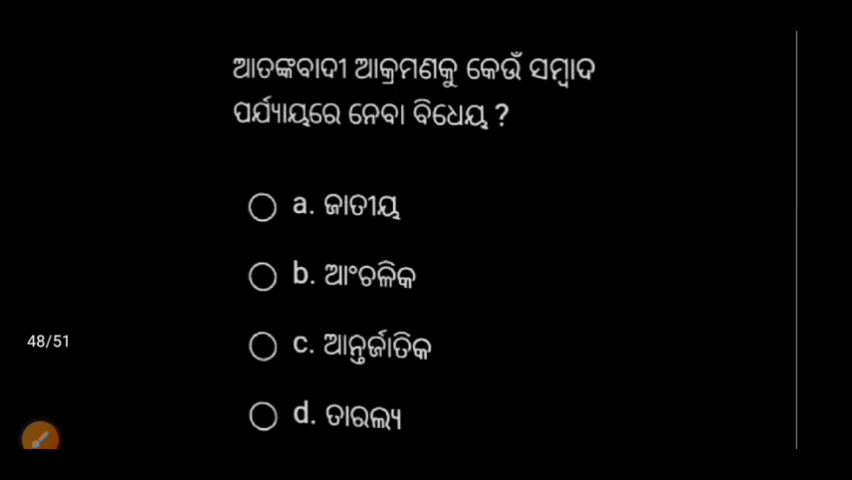 ଆତଙ୍କବାଦୀ ଆକ୍ରମଣକୁ କେଉଁ ସମ୍ବାଦ
ପର୍ଯ୍ୟାୟରେ ନେବା ବିଧେୟ ?
a. ଜାତୀୟ
b. ଆଂଚଳିକ
48/51
c. ଆନ୍ତର୍ଜାତିକ
d. ତାରଲ୍ୟ